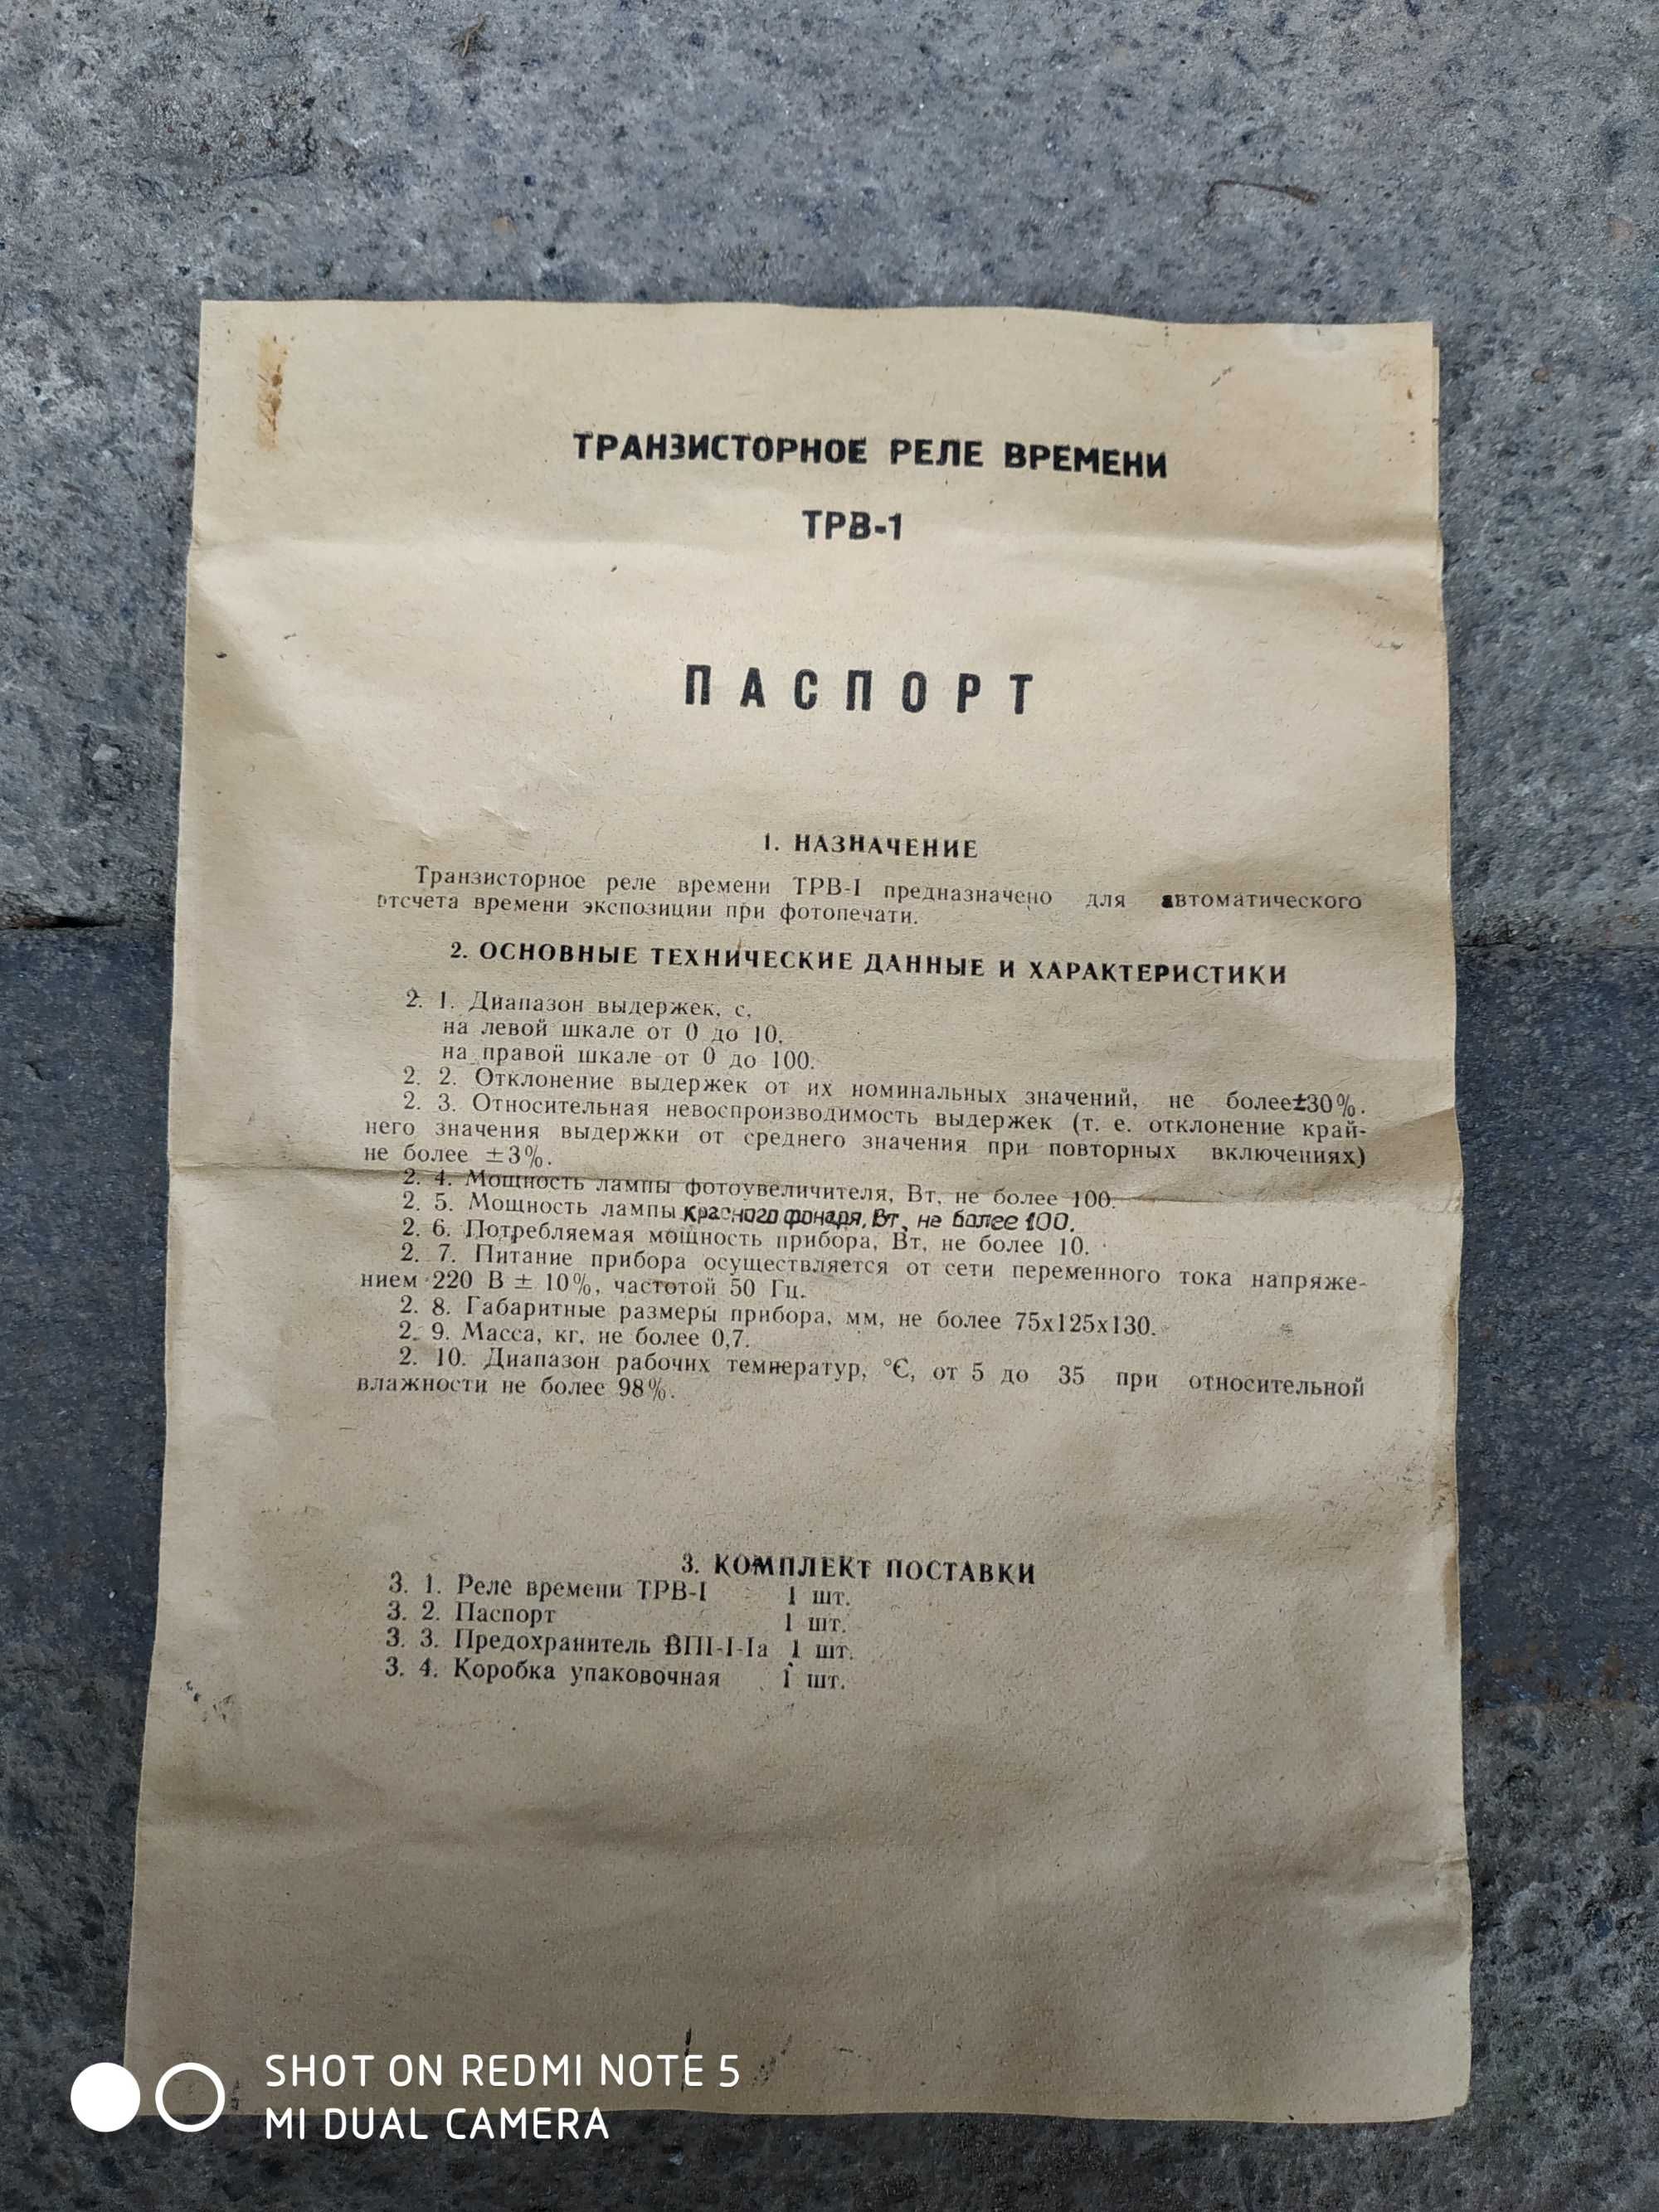 ТРАНЗИСТОРНОЕ РЕЛЕ ВРЕМЕНИ
ТРВ-1
ПАСПОРТ
1. НАЗНАЧЕНИЕ
Транзисторное реле времени ТРВ-I предназначено для автоматического
отсчета времени экспозиции при фотопечати.
2. ОСНОВНЫЕ ТЕХНИЧЕСКИЕ ДАННЫЕ И ХАРАКТЕРИСТИКИ
2. 1. Диапазон выдержек, с,
на левой шкале от 0 до 10,
на правой шкале от 0 до 100.
2. 2. Отклонение выдержек от их номинальных значений, не более±30%.
2. 3. Относительная невоспроизводимость выдержек (т. е. отклонение край-
него значения выдержки от среднего значения при повторных включениях)
не более ±3%.
2. 4. Мощность лампы фотоувеличителя, Вт, не более 100.
2. 5. Мощность лампы красного фонаря, Вт, не более 100.
2. 6. Потребляемая мощность прибора, Вт, не более 10.
2. 7. Питание прибора осуществляется от сети переменного тока напряже-
нием 220 В ± 10%, частотой 50 Гц.
2. 8. Габаритные размеры прибора, мм, не более 75х125х130.
2. 9. Масса, кг, не более 0,7.
2. 10. Диапазон рабочих температур, °С, от 5 до 35 при относительной
влажности не более 98%.
3. КОМПЛЕКТ ПОСТАВКИ
3. 1. Реле времени ТРВ-I 1 шт.
3. 2. Паспорт 1 шт.
3. 3. Предохранитель ВПI-I-Iа 1 шт.
3. 4. Коробка упаковочная 1 шт.
SHOT ON REDMI NOTE 5
MI DUAL CAMERA